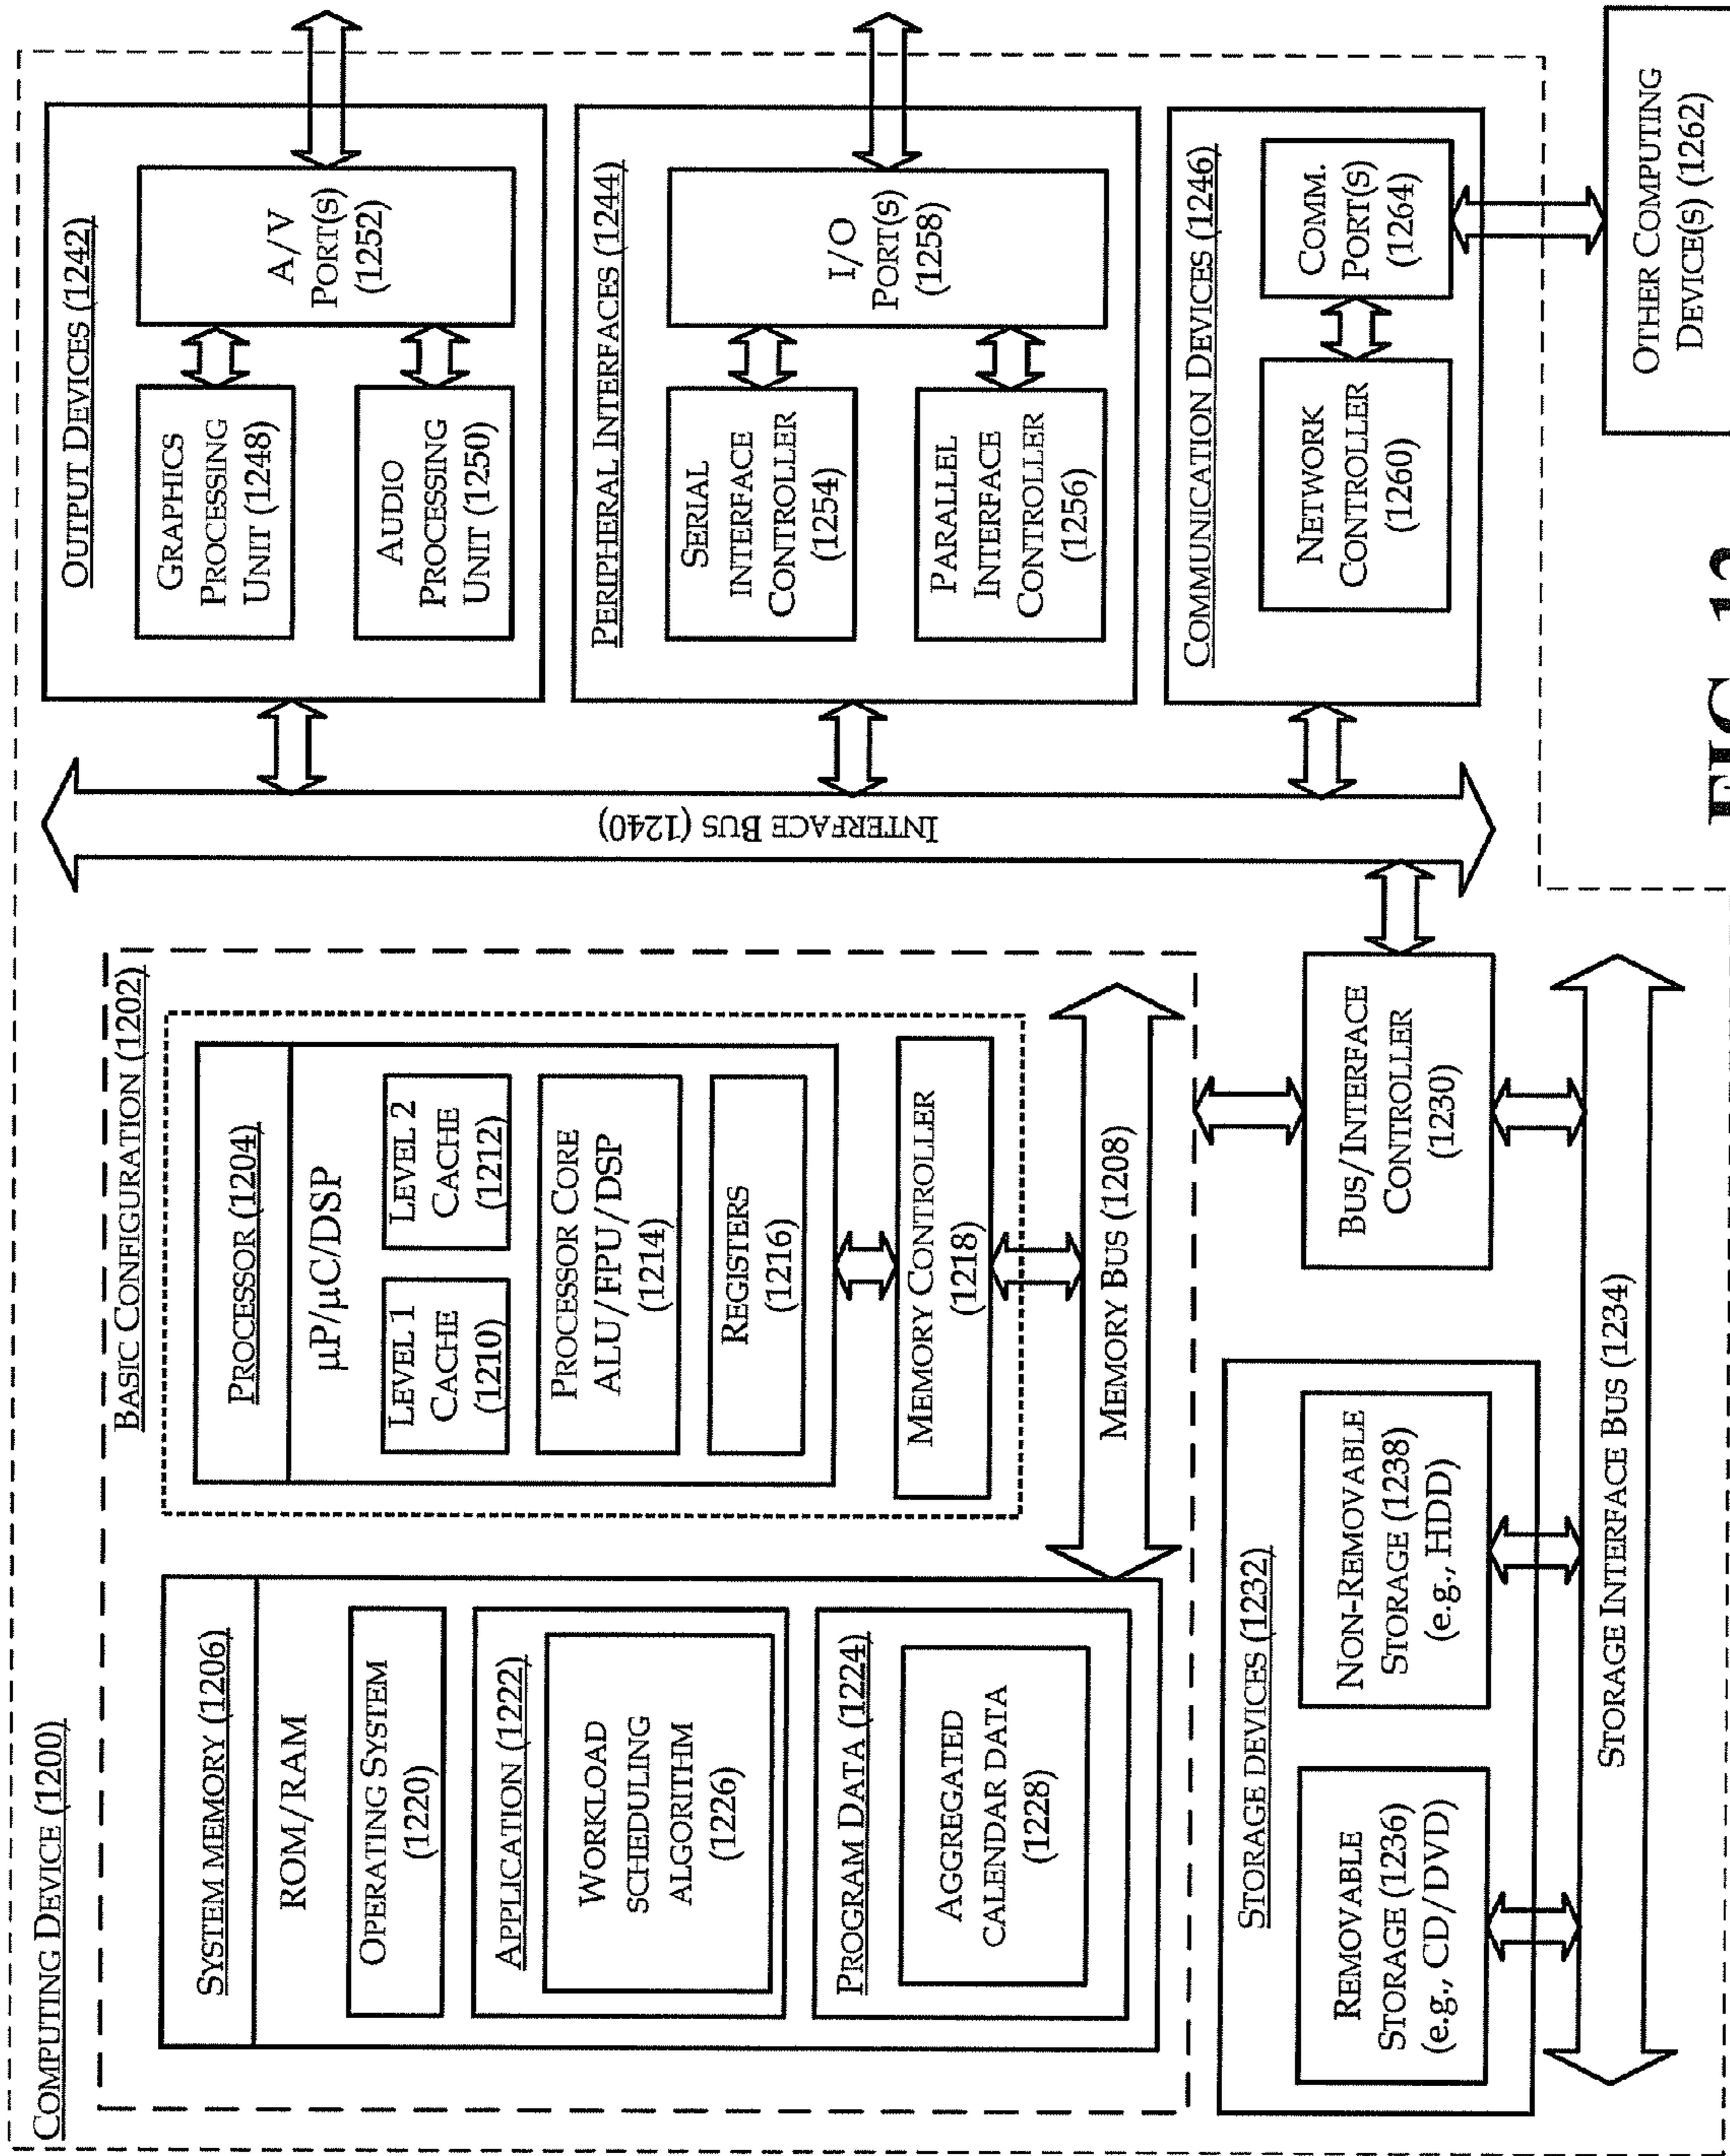 COMPUTING DEVICE (1200)
BASIC CONFIGURATION (1202)
SYSTEM MEMORY (1206)
ROM/RAM
OPERATING SYSTEM
(1220)
APPLICATION (1222)
WORKLOAD
SCHEDULING
ALGORITHM
(1226)
PROGRAM DATA (1224)
AGGREGATED
CALENDAR DATA
(1228)
PROCESSOR (1204)
µP/µC/DSP
LEVEL 1
CACHE
(1210)
LEVEL 2
CACHE
(1212)
PROCESSOR CORE
ALU/FPU/DSP
(1214)
REGISTERS
(1216)
MEMORY CONTROLLER
(1218)
MEMORY BUS (1208)
STORAGE DEVICES (1232)
REMOVABLE
STORAGE (1236)
(e.g., CD/DVD)
NON-REMOVABLE
STORAGE (1238)
(e.g., HDD)
BUS/INTERFACE
CONTROLLER
(1230)
STORAGE INTERFACE BUS (1234)
INTERFACE BUS (1240)
OUTPUT DEVICES (1242)
GRAPHICS
PROCESSING
UNIT (1248)
AUDIO
PROCESSING
UNIT (1250)
A/V
PORT(S)
(1252)
PERIPHERAL INTERFACES (1244)
SERIAL
INTERFACE
CONTROLLER
(1254)
PARALLEL
INTERFACE
CONTROLLER
(1256)
I/O
PORT(S)
(1258)
COMMUNICATION DEVICES (1246)
NETWORK
CONTROLLER
(1260)
COMM.
PORT(S)
(1264)
OTHER COMPUTING
DEVICE(S) (1262)